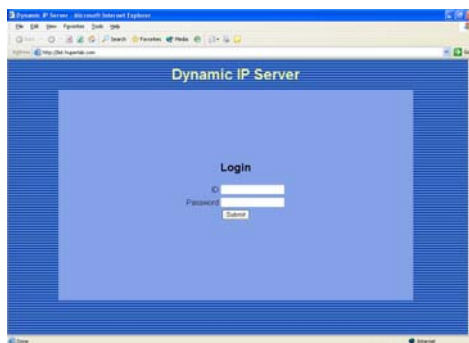 Dynamic IP Server - Microsoft Internet Explorer
File Edit View Favorites Tools Help
Search Favorites Media
Dynamic IP Server
Login
ID
Password
Submit
Done
Internet